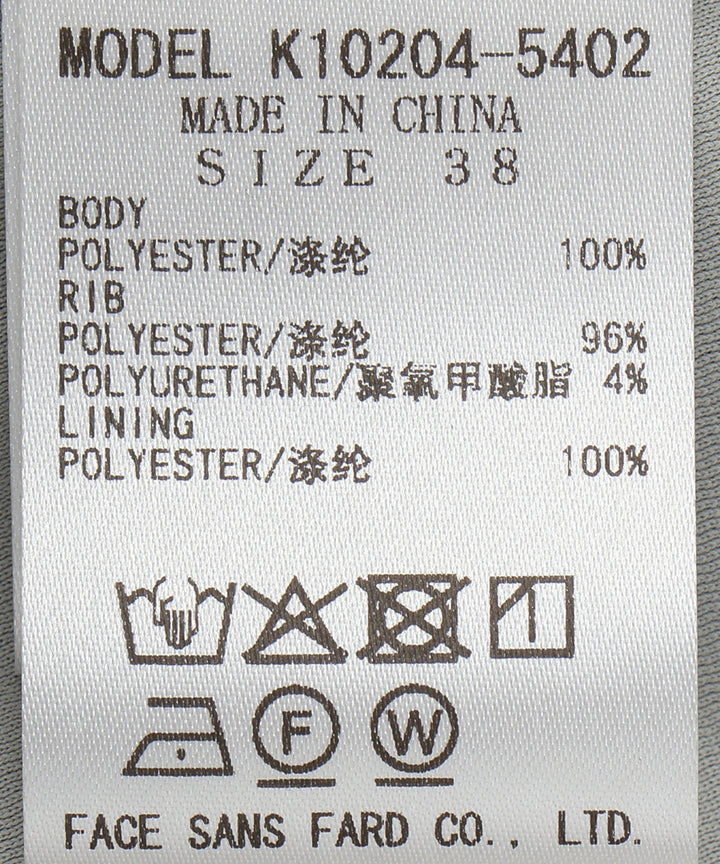 MODEL K10204-5402
MADE IN CHINA
SIZE 38
BODY
POLYESTER/涤纶 100%
RIB
POLYESTER/涤纶 96%
POLYURETHANE/聚氨甲酸脂 4%
LINING
POLYESTER/涤纶 100%
F W
FACE SANS FARD CO., LTD.